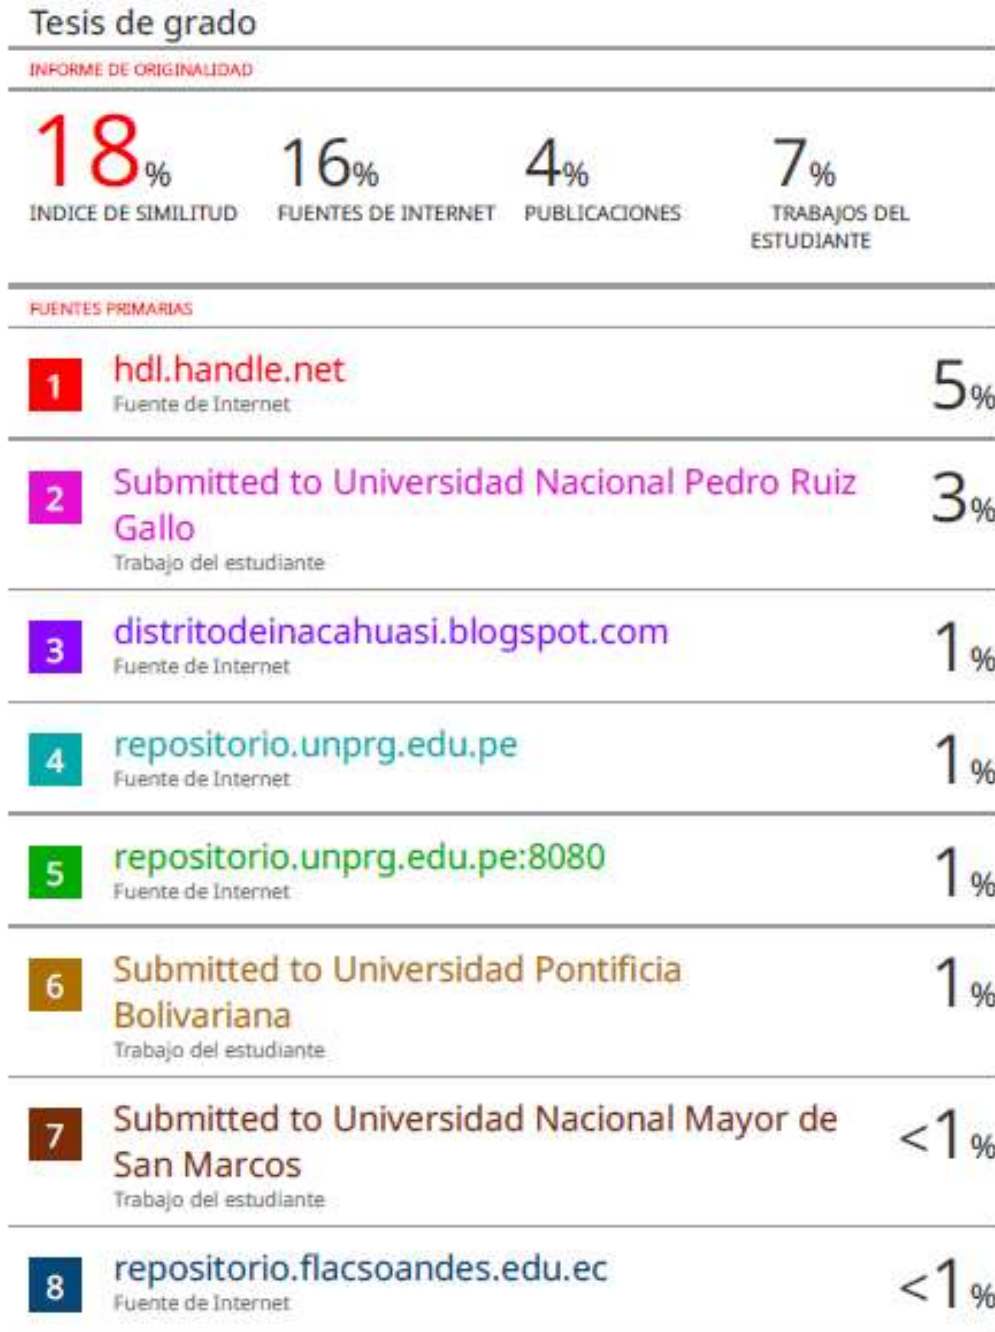 Tesis de grado
INFORME DE ORIGINALIDAD
18%
16%
4%
7%
INDICE DE SIMILITUD
FUENTES DE INTERNET
PUBLICACIONES
TRABAJOS DEL
ESTUDIANTE
FUENTES PRIMARIAS
1
hdl.handle.net
Fuente de Internet
5%
2
Submitted to Universidad Nacional Pedro Ruiz
Gallo
Trabajo del estudiante
3%
3
distritodeinacahuasi.blogspot.com
Fuente de Internet
1%
4
repositorio.unprg.edu.pe
Fuente de Internet
1%
5
repositorio.unprg.edu.pe:8080
Fuente de Internet
1%
6
Submitted to Universidad Pontificia
Bolivariana
Trabajo del estudiante
1%
7
Submitted to Universidad Nacional Mayor de
San Marcos
Trabajo del estudiante
<1%
8
repositorio.flacsoandes.edu.ec
Fuente de Internet
<1%